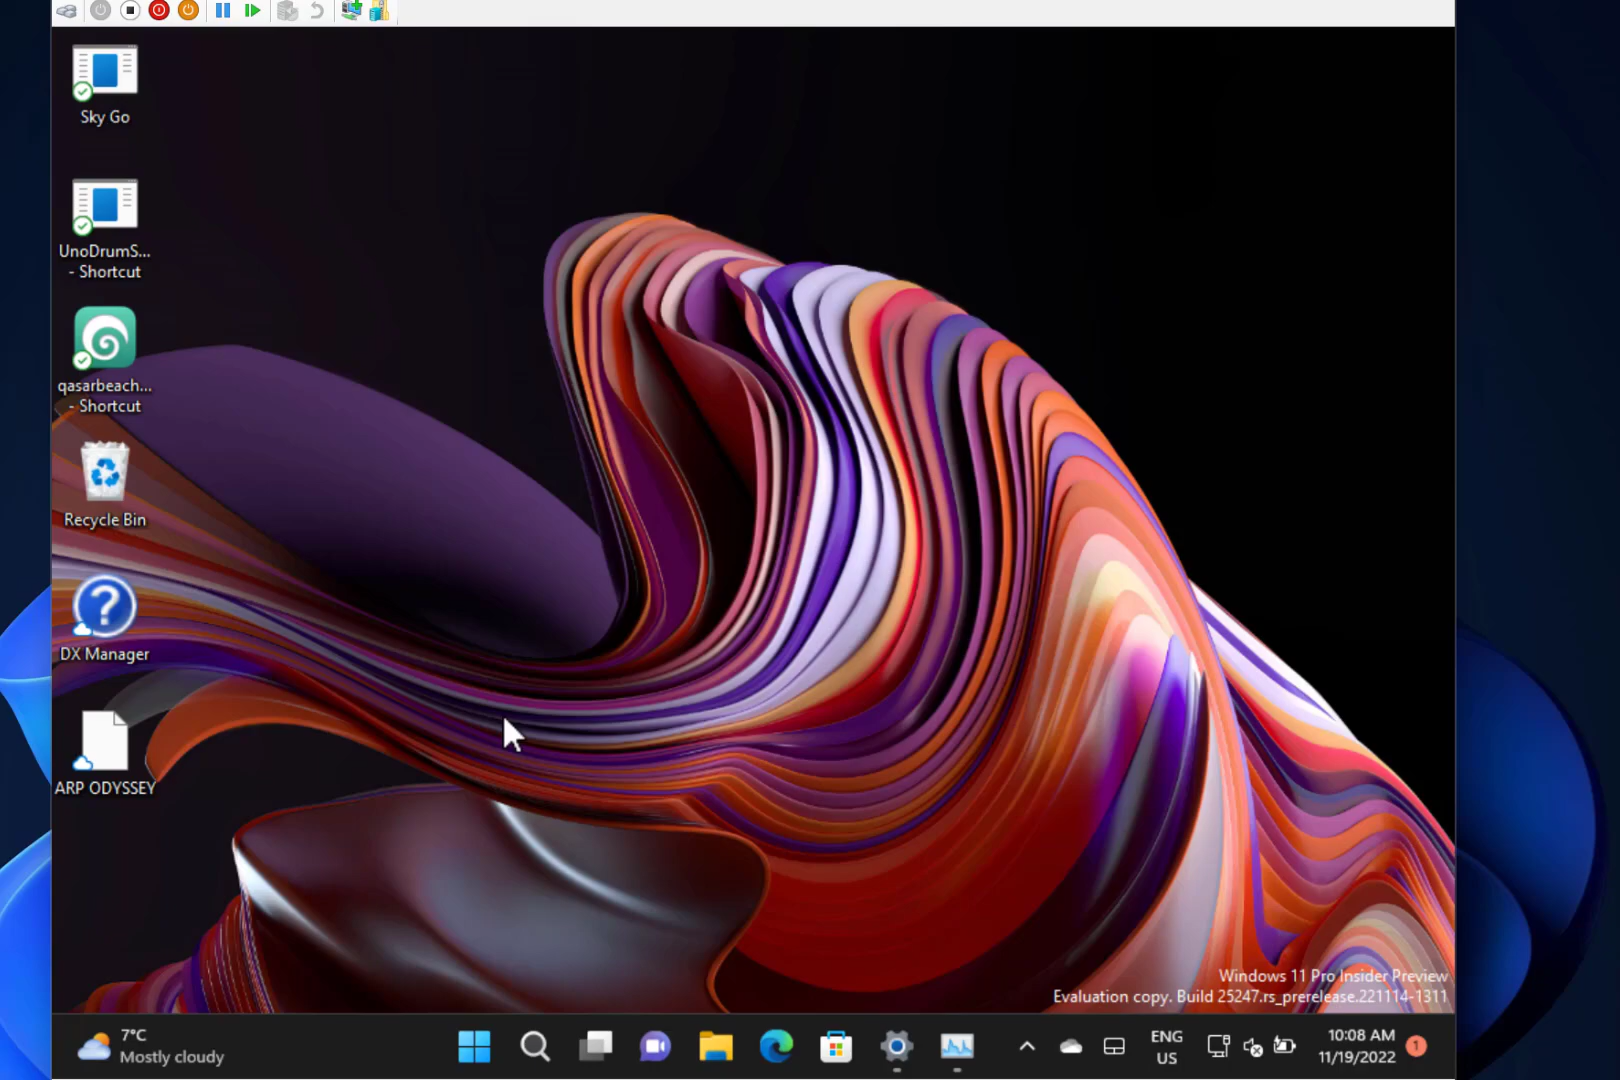 Sky Go
UnoDrumS...
- Shortcut
qasarbeach...
- Shortcut
Recycle Bin
DX Manager
ARP ODYSSEY
Windows 11 Pro Insider Preview
Evaluation copy. Build 25247.rs_prerelease.221114-1311
7°C
Mostly cloudy
ENG
US
10:08 AM
11/19/2022
1